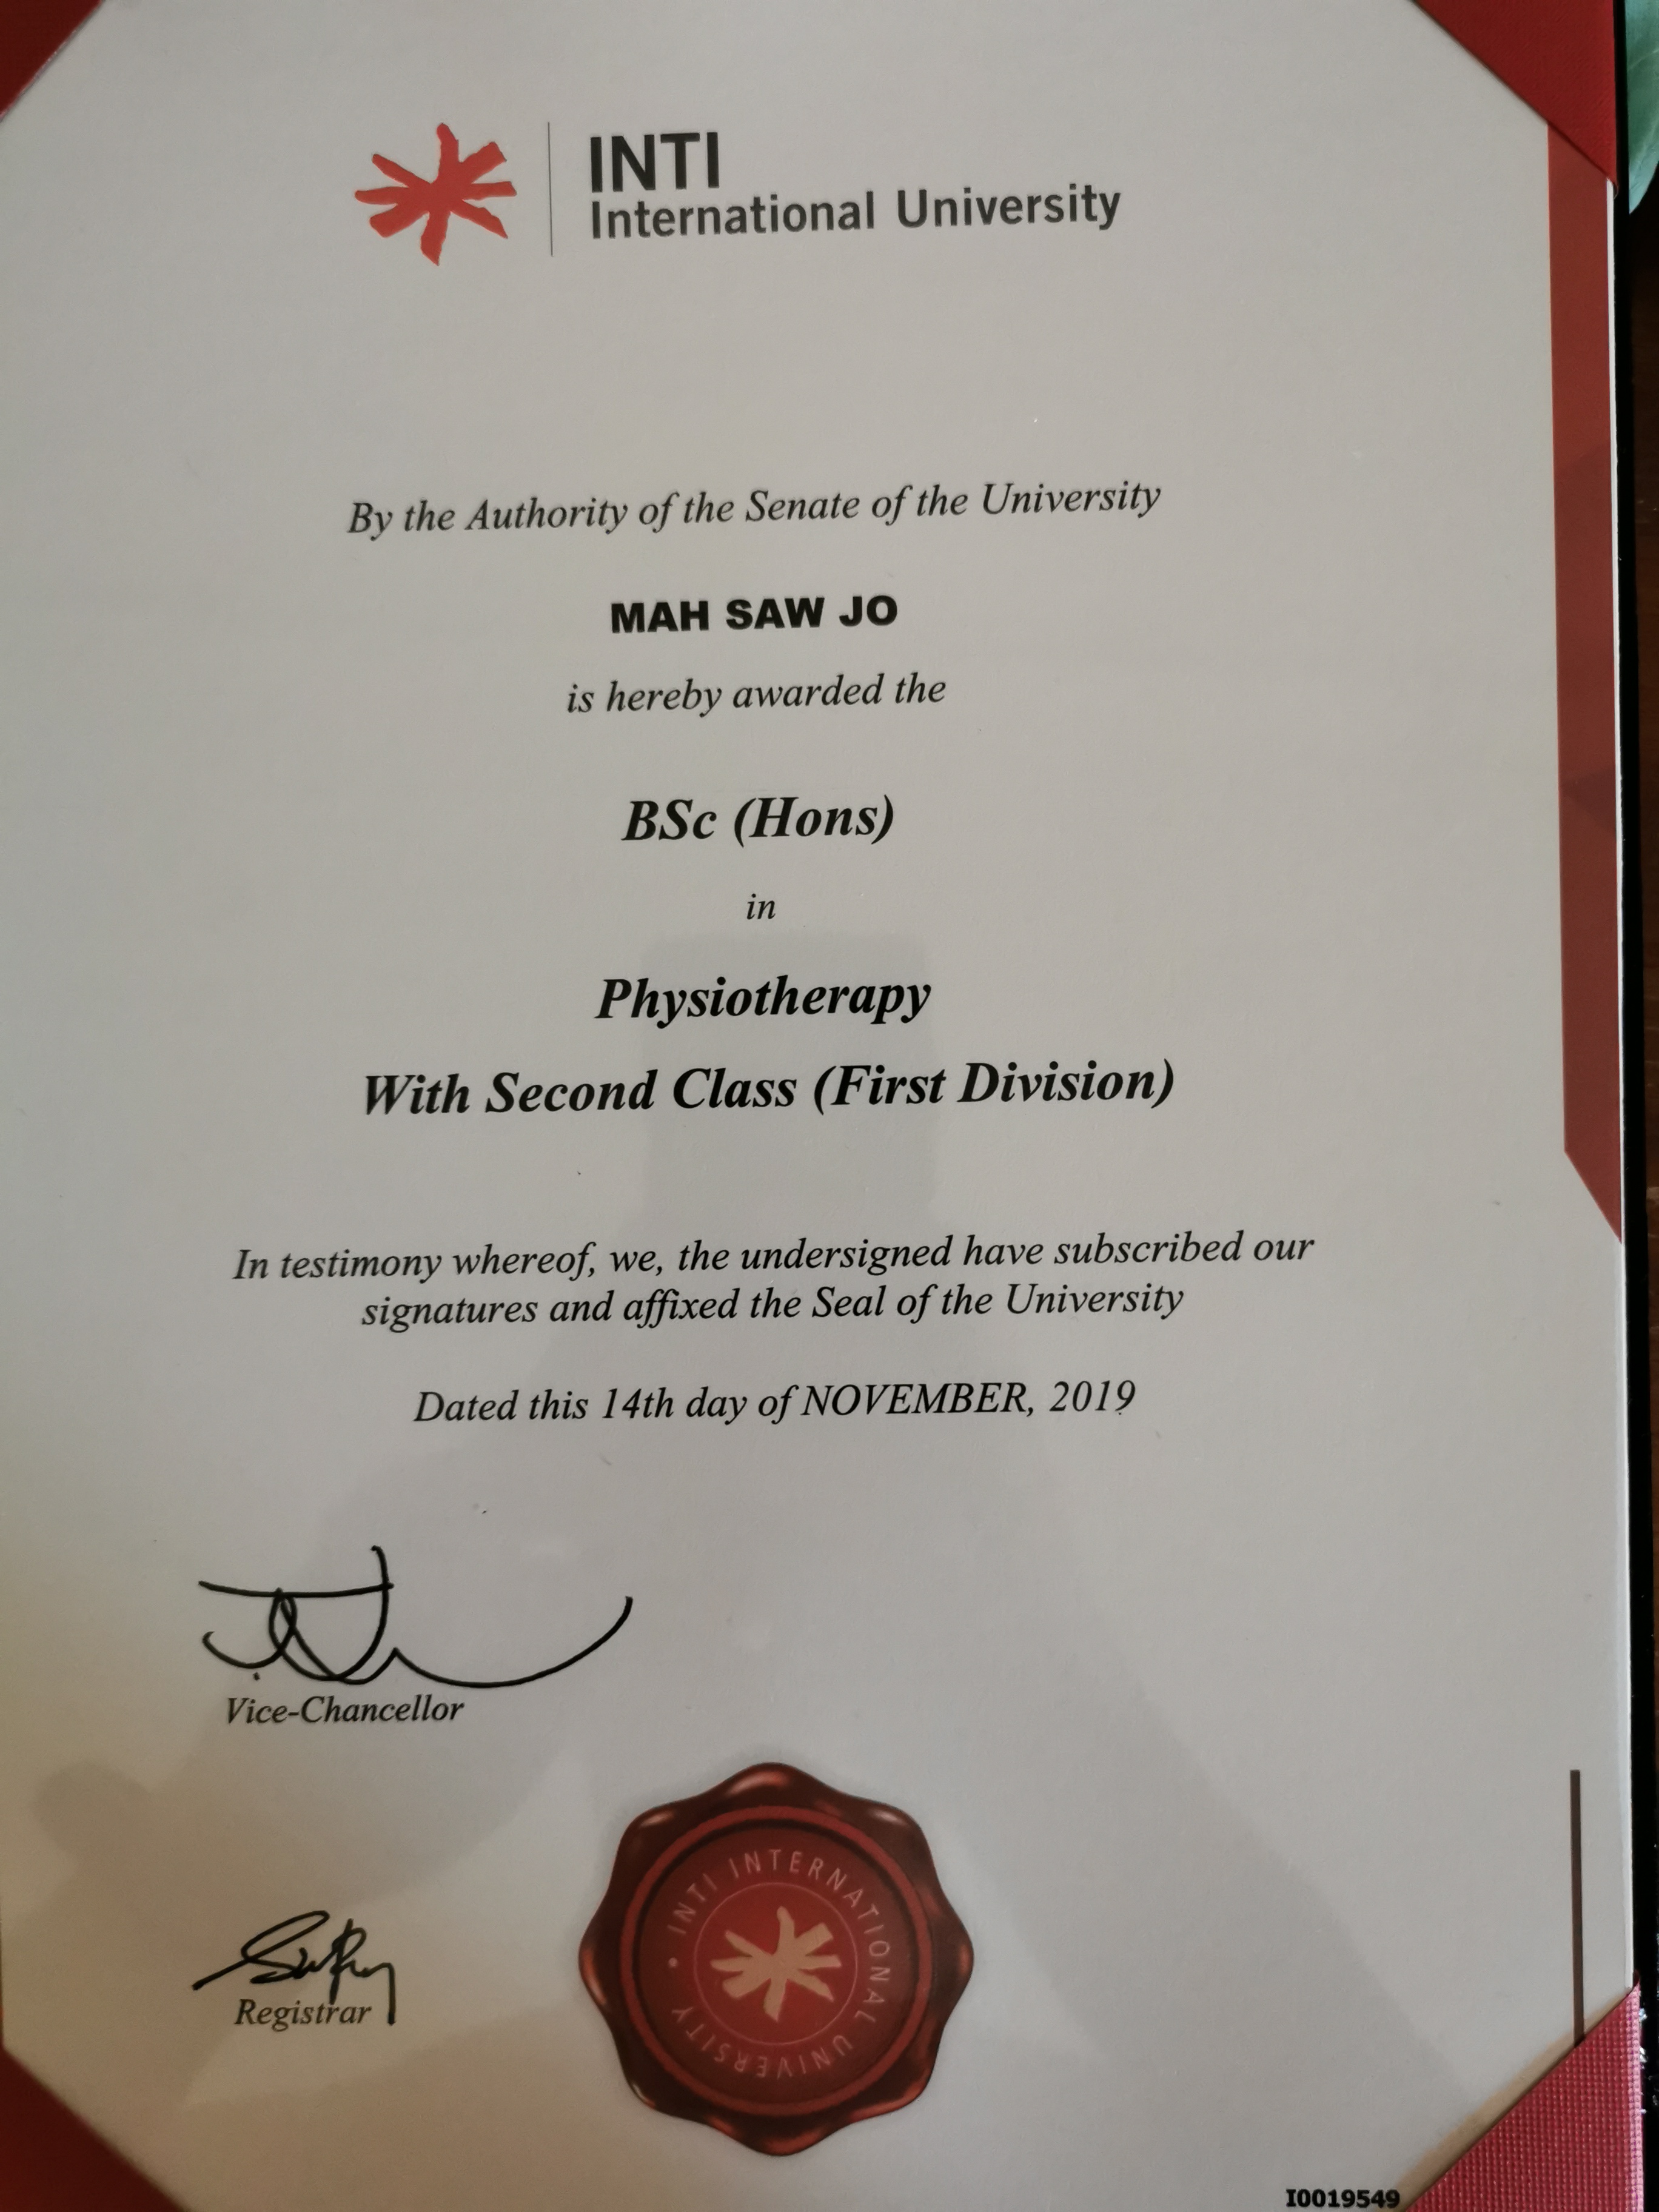 INTI
International University
By the Authority of the Senate of the University
MAH SAW JO
is hereby awarded the
BSc (Hons)
in
Physiotherapy
With Second Class (First Division)
In testimony whereof, we, the undersigned have subscribed our
signatures and affixed the Seal of the University
Dated this 14th day of NOVEMBER, 2019
Vice-Chancellor
Registrar
• INTI INTERNATIONAL UNIVERSITY
I0019549